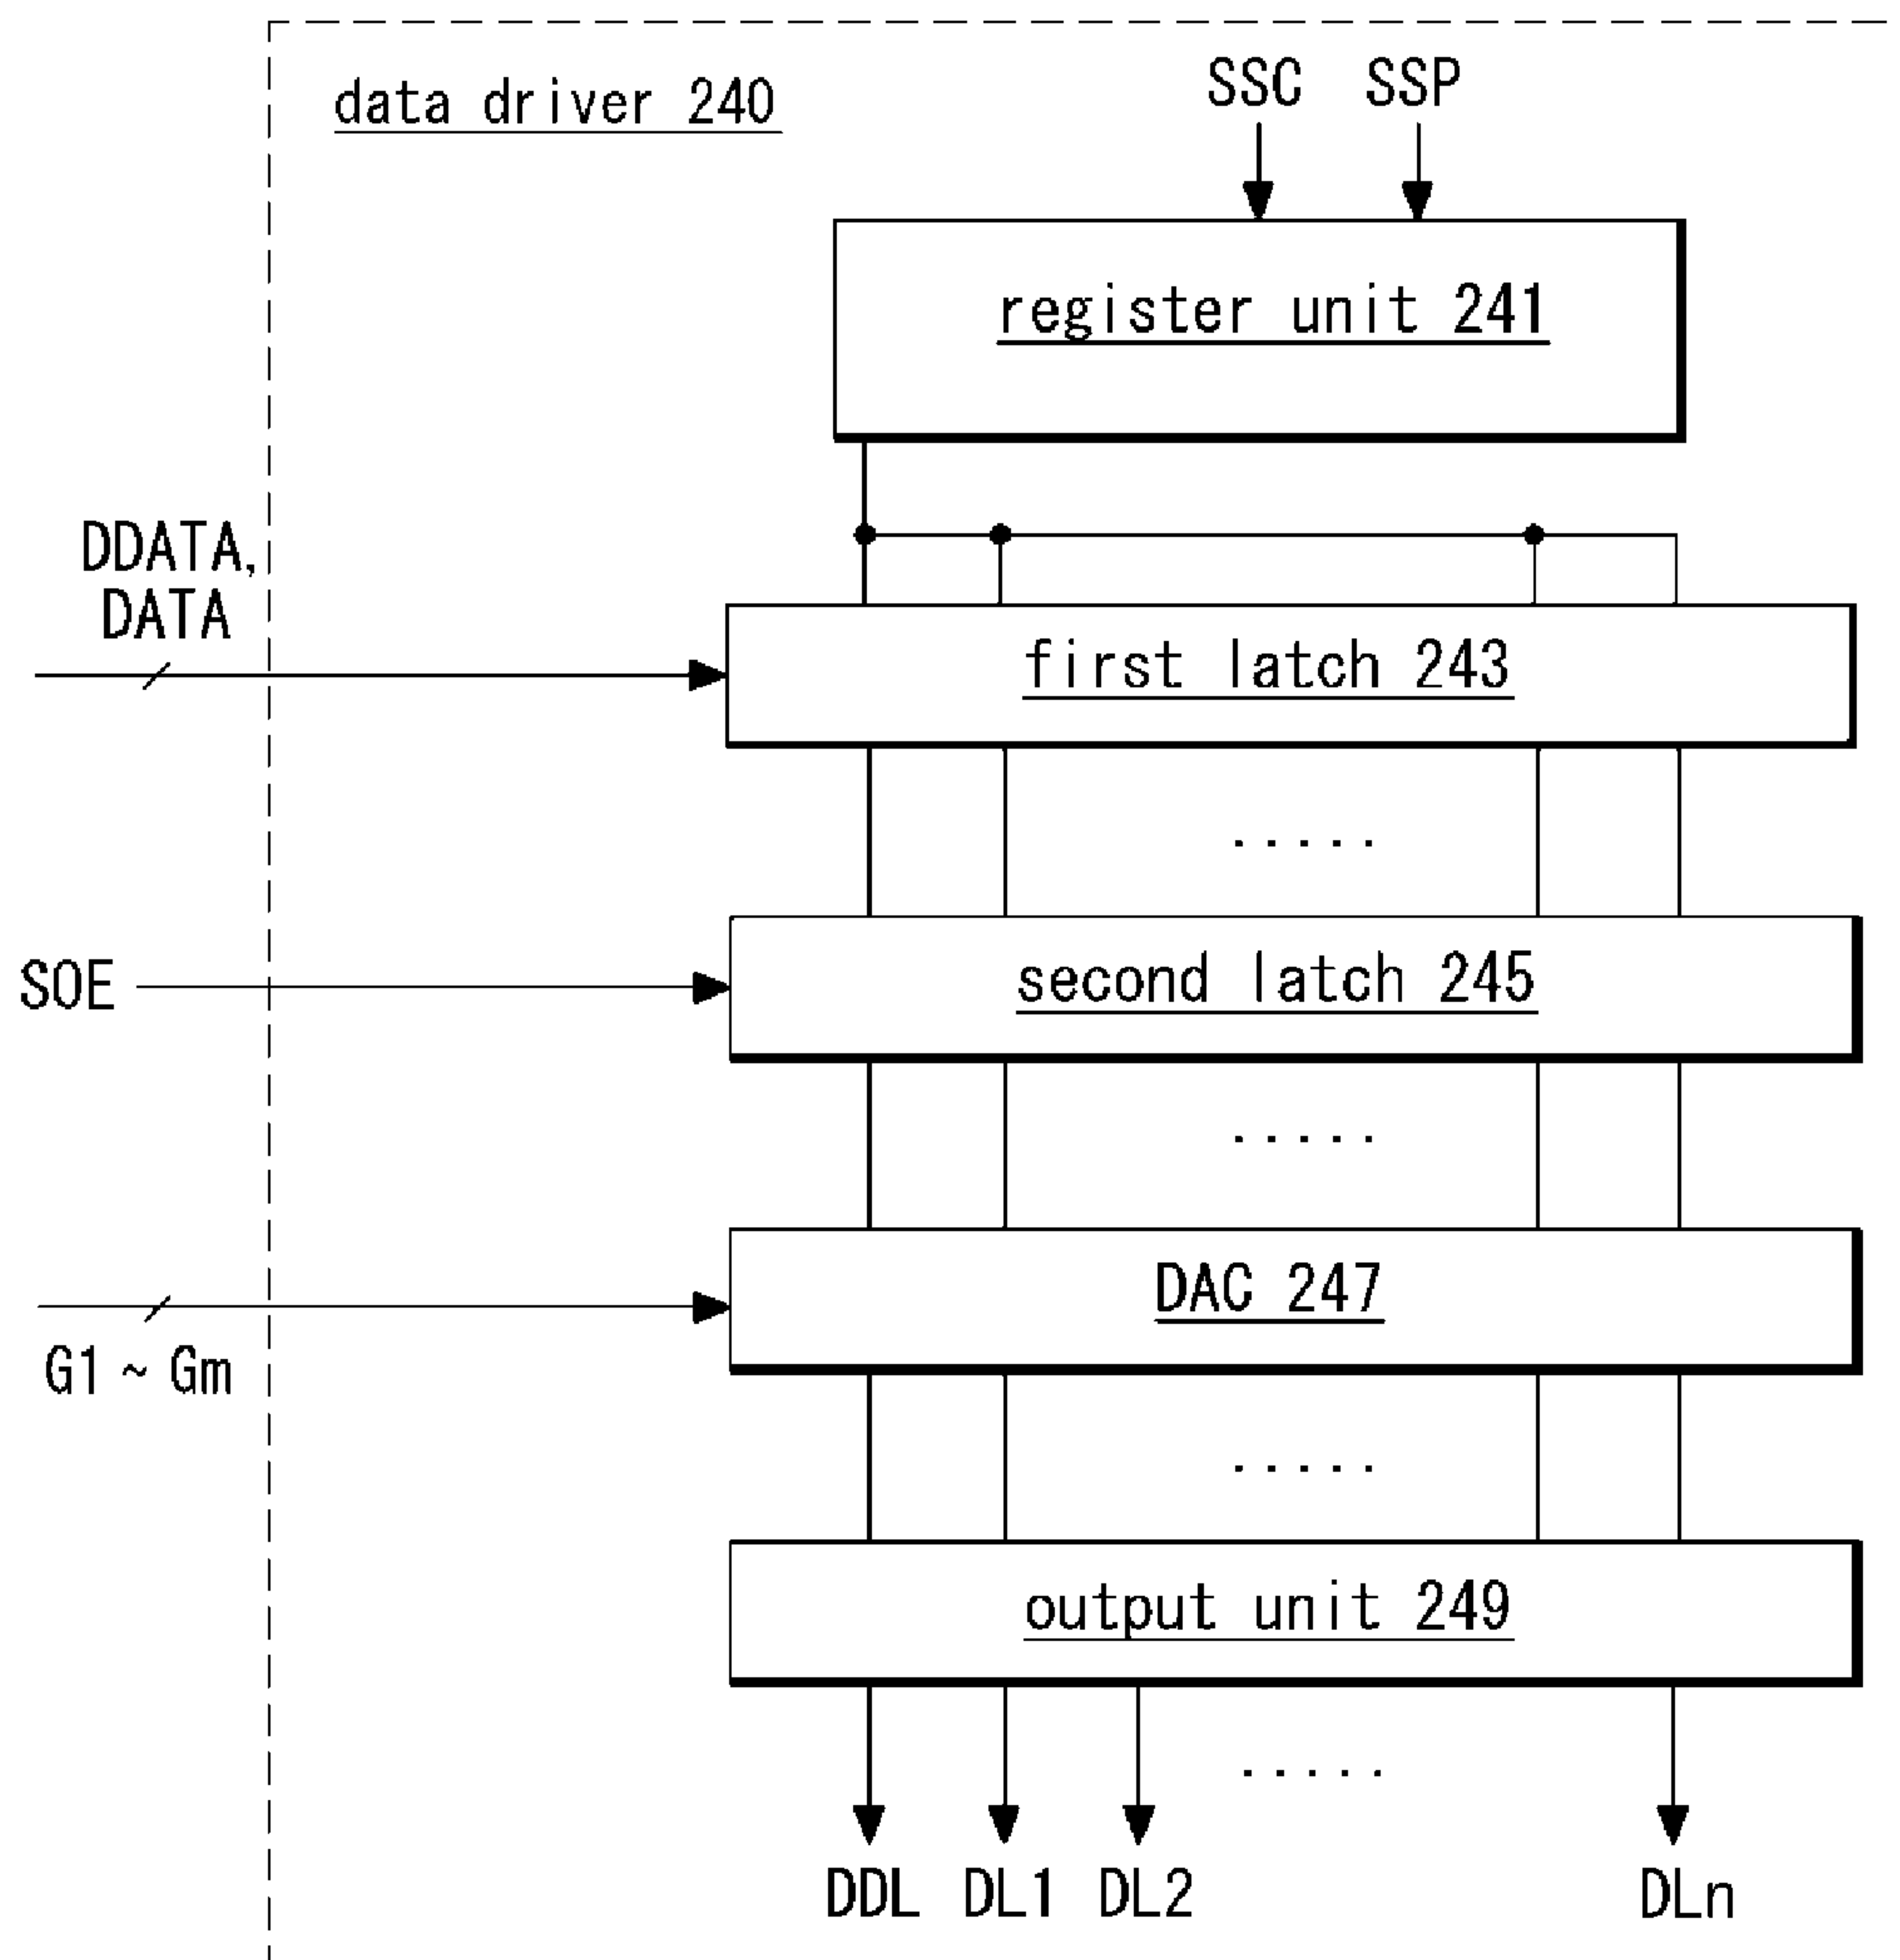 data driver 240
SSC SSP
register unit 241
DDATA,
DATA
first latch 243
.....
SOE
second latch 245
.....
DAC 247
G1 ~ Gm
.....
output unit 249
.....
DDL DL1 DL2 DLn